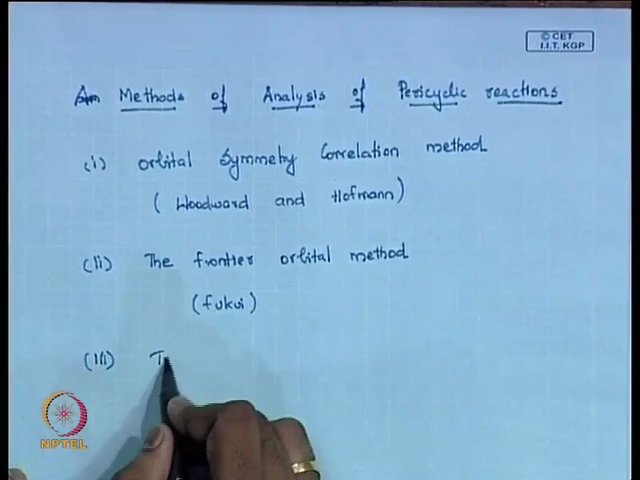 © CET
I.I.T. KGP
Methods of Analysis of Pericyclic reactions
(i) orbital Symmetry Correlation method
(Woodward and Hofmann)
(ii) The frontier orbital method
(fukui)
(iii) T
NPTEL